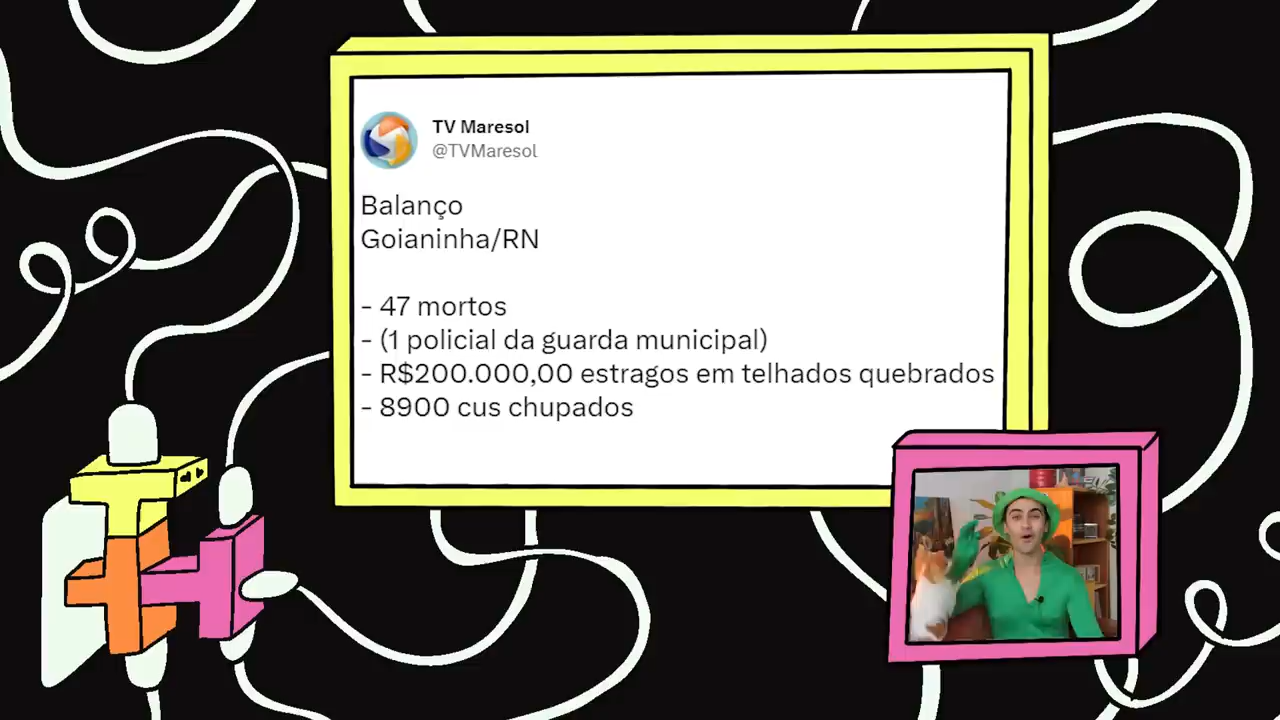 TV Maresol
@TVMaresol
Balanço
Goianinha/RN
- 47 mortos
- (1 policial da guarda municipal)
- R$200.000,00 estragos em telhados quebrados
- 8900 cus chupados